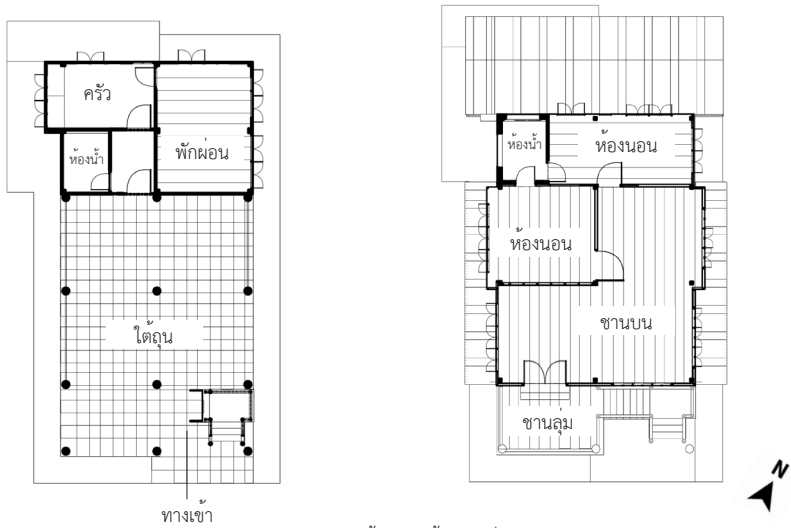 ครัว
ห้องน้ำ
พักผ่อน
ใต้ถุน
ทางเข้า
ห้องน้ำ
ห้องนอน
ห้องนอน
ชานบน
ชานลุ่ม
N